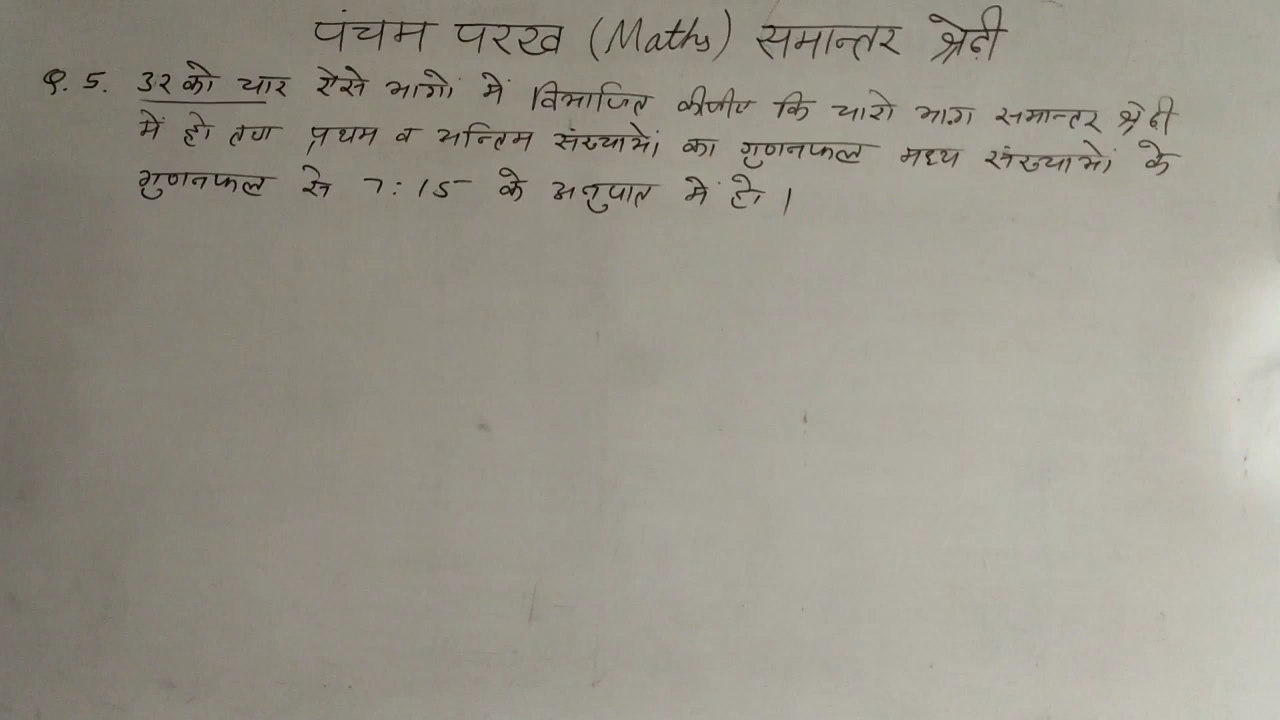 पंचम परख (Maths) समान्तर श्रेढ़ी
Q. 5. 32 को चार ऐसे भागों में विभाजित कीजीए कि चारो भाग समान्तर श्रेढी
में हो तथा प्रथम व अन्तिम संख्याओं का गुणनफल मध्य संख्याओं के
गुणनफल से 7:15 के अनुपात में हो।